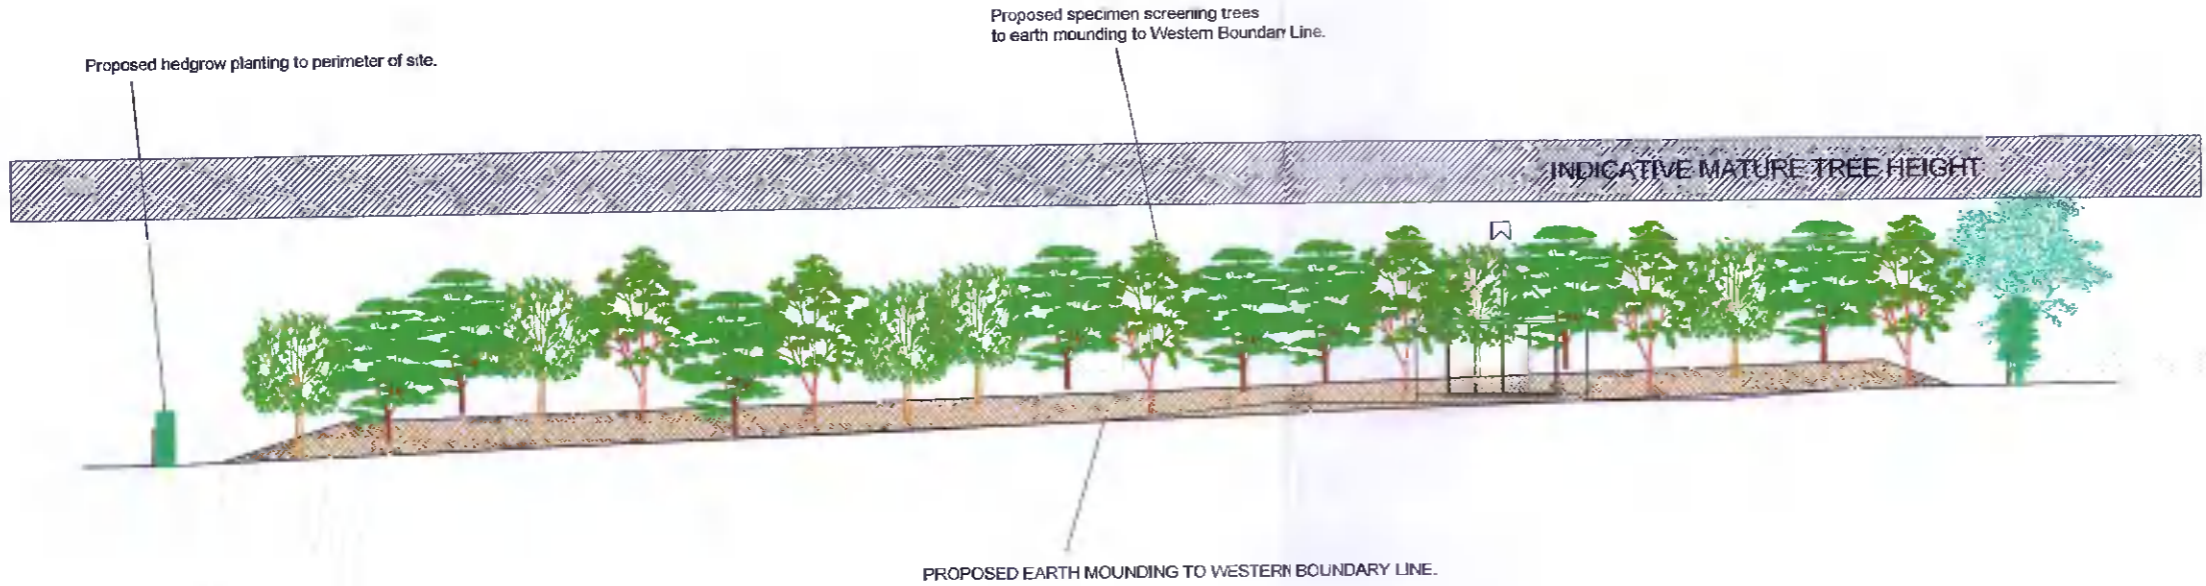 Proposed specimen screening trees
to earth mounding to Western Boundary Line.
Proposed hedgrow planting to perimeter of site.
INDICATIVE MATURE TREE HEIGHT
PROPOSED EARTH MOUNDING TO WESTERN BOUNDARY LINE.